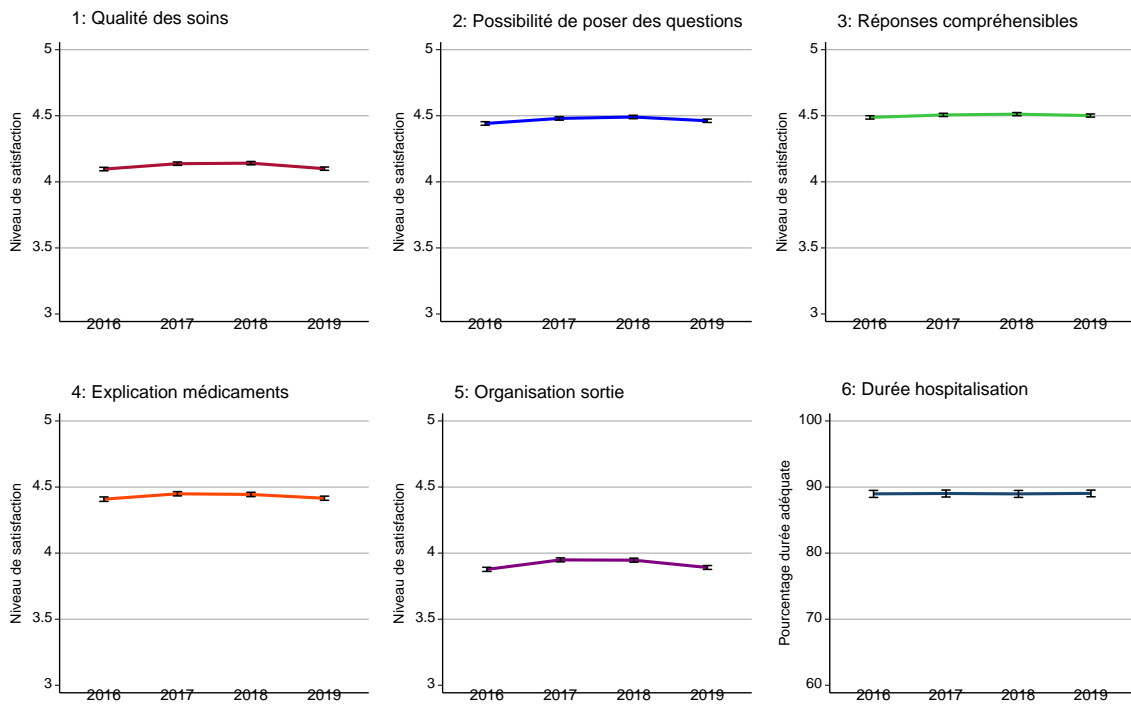 1: Qualité des soins
5
4.5
4
3.5
3
Niveau de satisfaction
2016 2017 2018 2019
2: Possibilité de poser des questions
5
4.5
4
3.5
3
Niveau de satisfaction
2016 2017 2018 2019
3: Réponses compréhensibles
5
4.5
4
3.5
3
Niveau de satisfaction
2016 2017 2018 2019
4: Explication médicaments
5
4.5
4
3.5
3
Niveau de satisfaction
2016 2017 2018 2019
5: Organisation sortie
5
4.5
4
3.5
3
Niveau de satisfaction
2016 2017 2018 2019
6: Durée hospitalisation
100
90
80
70
60
Pourcentage durée adéquate
2016 2017 2018 2019